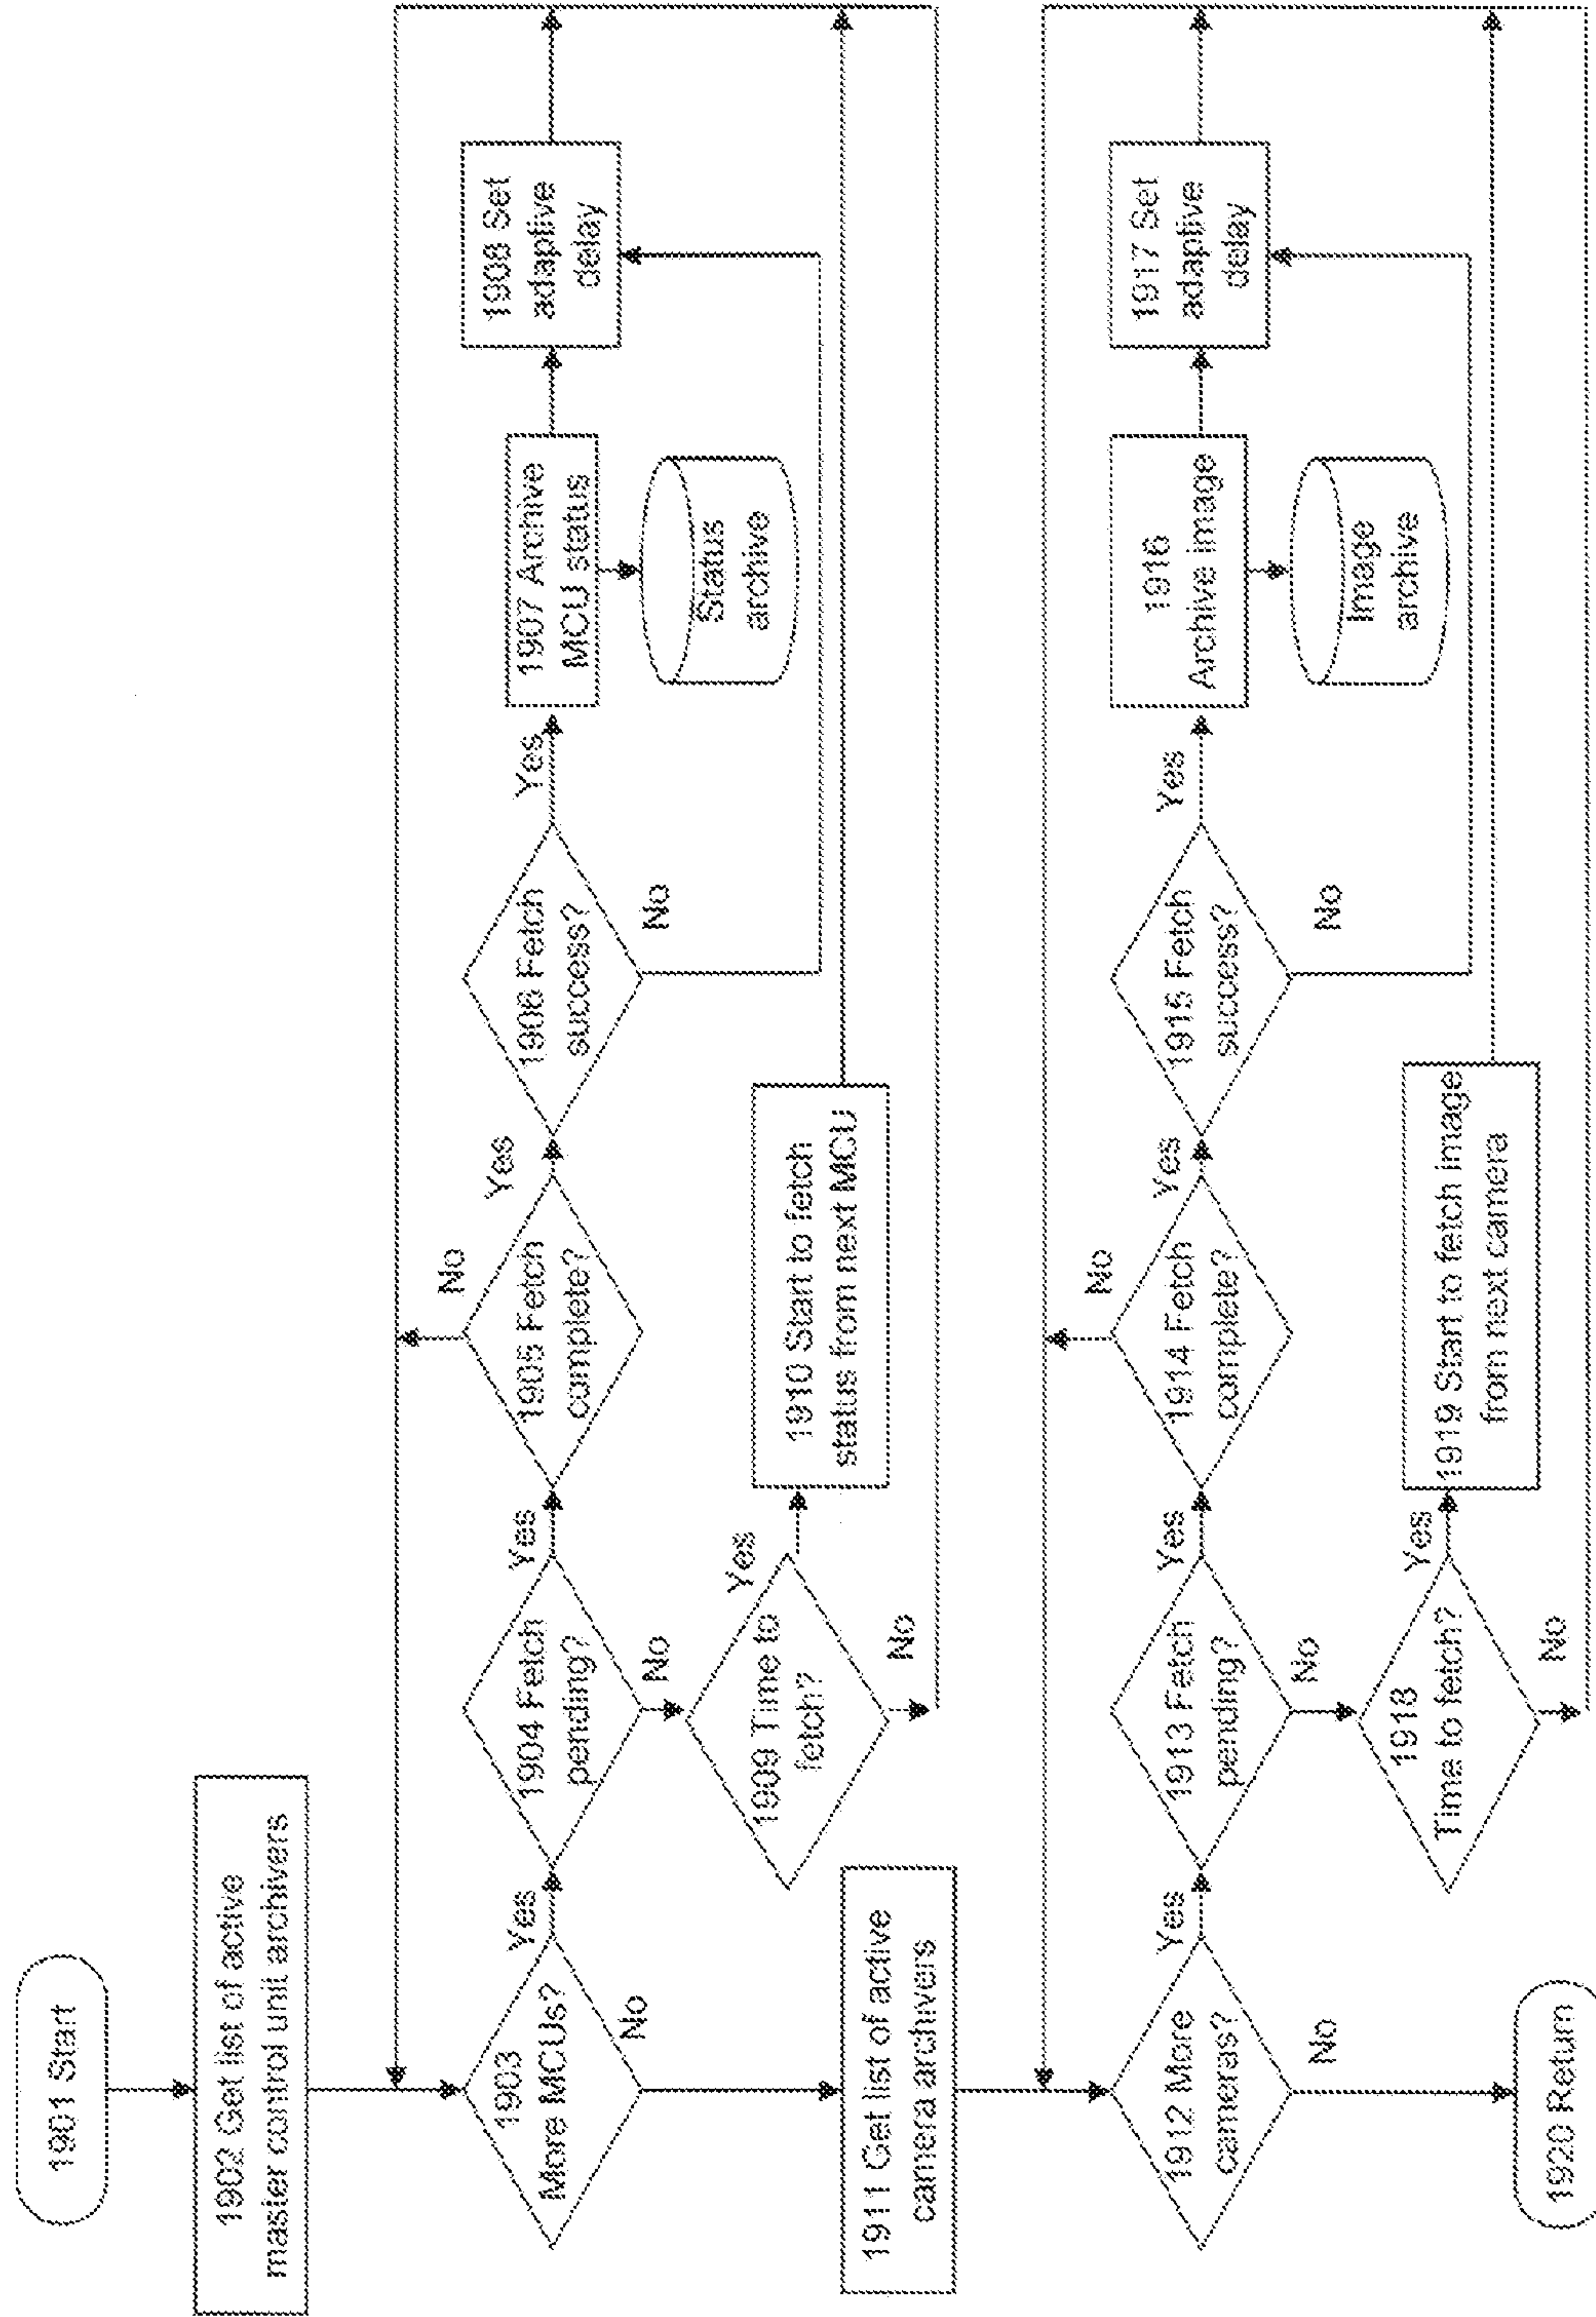 1901 Start
1902 Get list of active
master control unit archivers
1903
More MCUs?
Yes
No
1904 Fetch
pending?
Yes
No
1905 Fetch
complete?
Yes
No
1906 Fetch
success?
Yes
No
1907 Archive
MCU status
Status
archive
1908 Set
adaptive
delay
1909 Time to
fetch?
Yes
No
1910 Start to fetch
status from next MCU
1911 Get list of active
camera archivers
1912 More
cameras?
Yes
No
1913 Fetch
pending?
Yes
No
1914 Fetch
complete?
Yes
No
1915 Fetch
success?
Yes
No
1916
Archive image
Image
archive
1917 Set
adaptive
delay
1918
Time to fetch?
Yes
No
1919 Start to fetch image
from next camera
1920 Return